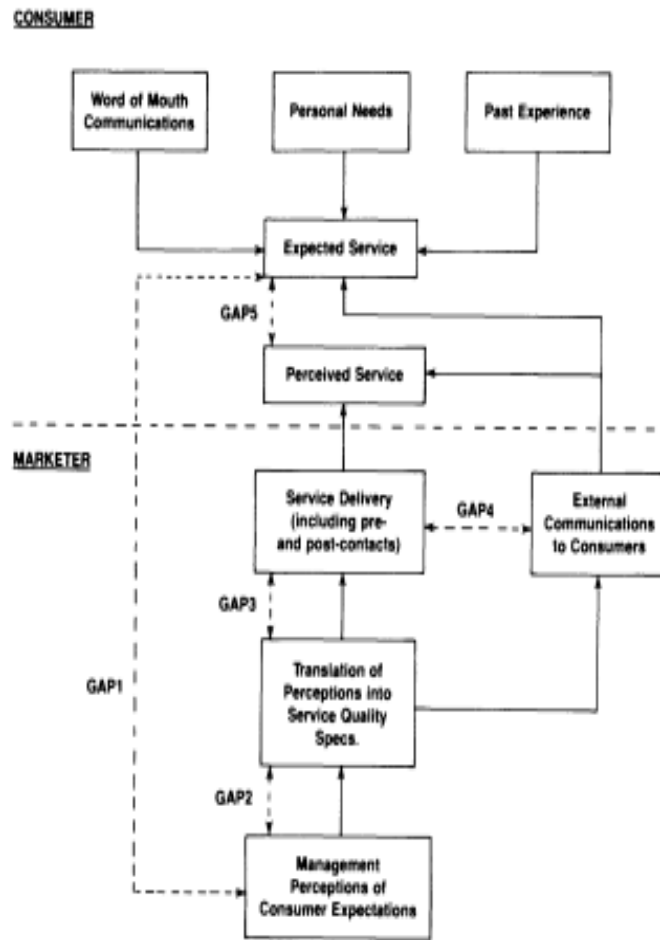 CONSUMER
Word of Mouth
Communications
Personal Needs
Past Experience
Expected Service
GAP5
Perceived Service
MARKETER
Service Delivery
(including pre-
and post-contacts)
GAP4
External
Communications
to Consumers
GAP3
GAP1
Translation of
Perceptions into
Service Quality
Specs.
GAP2
Management
Perceptions of
Consumer Expectations